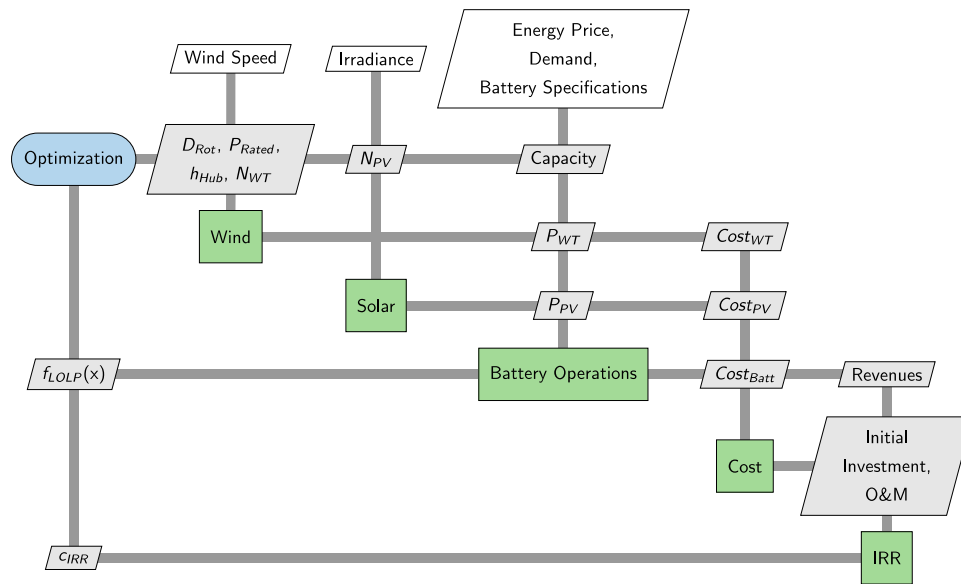 Energy Price,
Demand,
Battery Specifications
Wind Speed
Irradiance
Optimization
D_Rot, P_Rated,
h_Hub, N_WT
N_PV
Capacity
Wind
P_WT
Cost_WT
Solar
P_PV
Cost_PV
f_LOLP(x)
Battery Operations
Cost_Batt
Revenues
Initial
Investment,
O&M
Cost
c_IRR
IRR